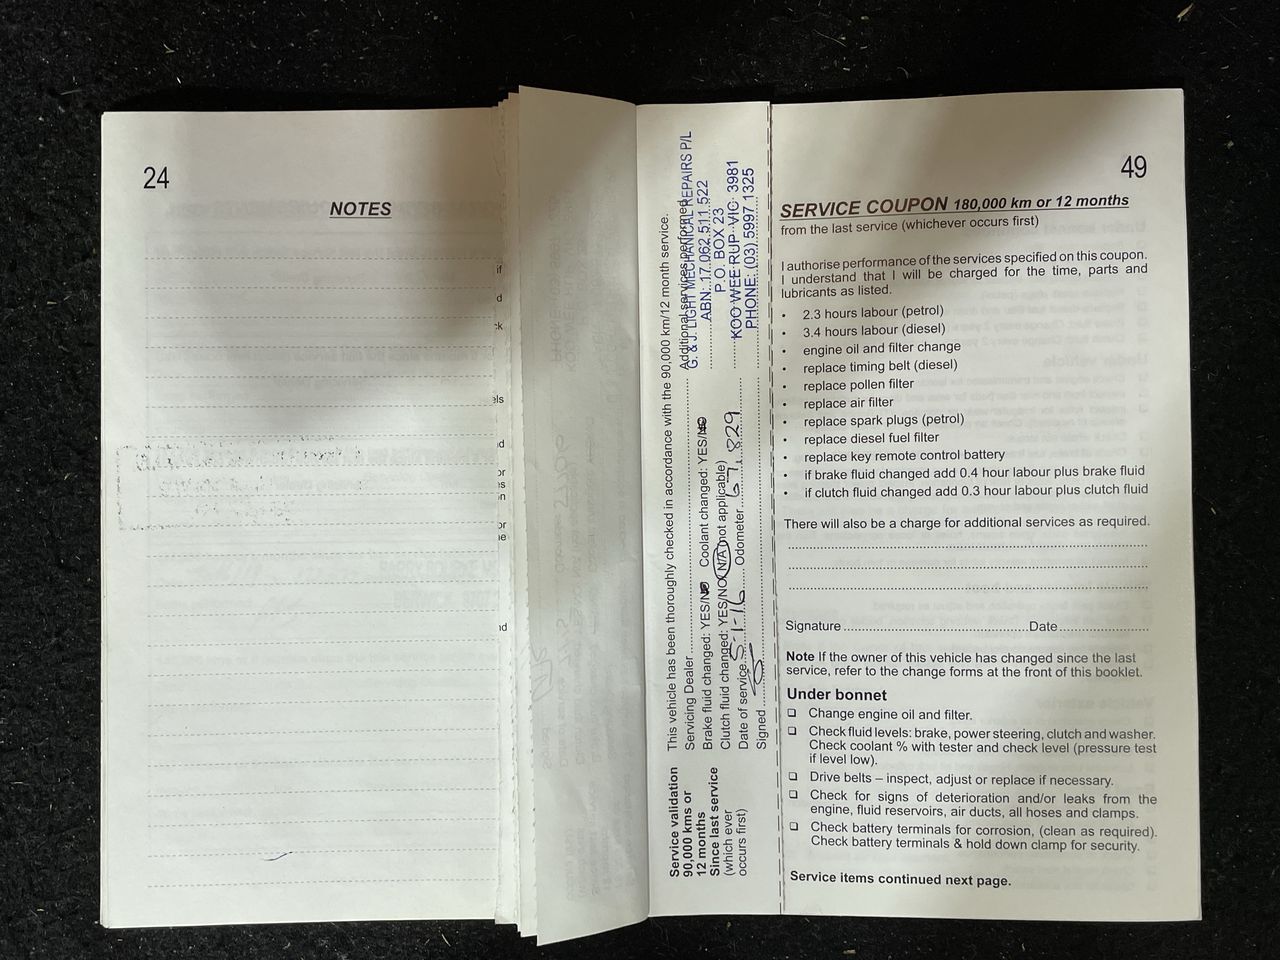 24
NOTES
Service validation
90,000 kms or
12 months
Since last service
(which ever
occurs first)
This vehicle has been thoroughly checked in accordance with the 90,000 km/12 month service.
Servicing Dealer Additional services performed
Brake fluid changed: YES/NO Coolant changed: YES/NO
Clutch fluid changed: YES/NO/N/A (not applicable)
Date of service 5-1-16 Odometer 67,829
Signed
G. & J. LIGHT MECHANICAL REPAIRS P/L
ABN: 17 062 511 522
P.O. BOX 23
KOO-WEE-RUP VIC 3981
PHONE: (03) 5997 1325
49
SERVICE COUPON 180,000 km or 12 months
from the last service (whichever occurs first)
I authorise performance of the services specified on this coupon.
I understand that I will be charged for the time, parts and
lubricants as listed.
• 2.3 hours labour (petrol)
• 3.4 hours labour (diesel)
• engine oil and filter change
• replace timing belt (diesel)
• replace pollen filter
• replace air filter
• replace spark plugs (petrol)
• replace diesel fuel filter
• replace key remote control battery
• if brake fluid changed add 0.4 hour labour plus brake fluid
• if clutch fluid changed add 0.3 hour labour plus clutch fluid
There will also be a charge for additional services as required.
Signature Date
Note If the owner of this vehicle has changed since the last
service, refer to the change forms at the front of this booklet.
Under bonnet
❑ Change engine oil and filter.
❑ Check fluid levels: brake, power steering, clutch and washer.
Check coolant % with tester and check level (pressure test
if level low).
❑ Drive belts – inspect, adjust or replace if necessary.
❑ Check for signs of deterioration and/or leaks from the
engine, fluid reservoirs, air ducts, all hoses and clamps.
❑ Check battery terminals for corrosion, (clean as required).
Check battery terminals & hold down clamp for security.
Service items continued next page.